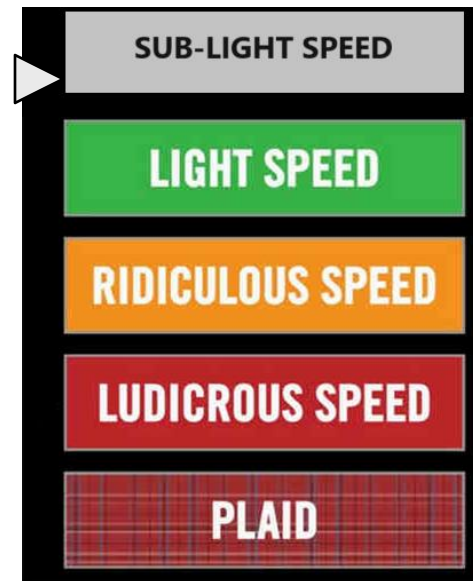 SUB-LIGHT SPEED
LIGHT SPEED
RIDICULOUS SPEED
LUDICROUS SPEED
PLAID